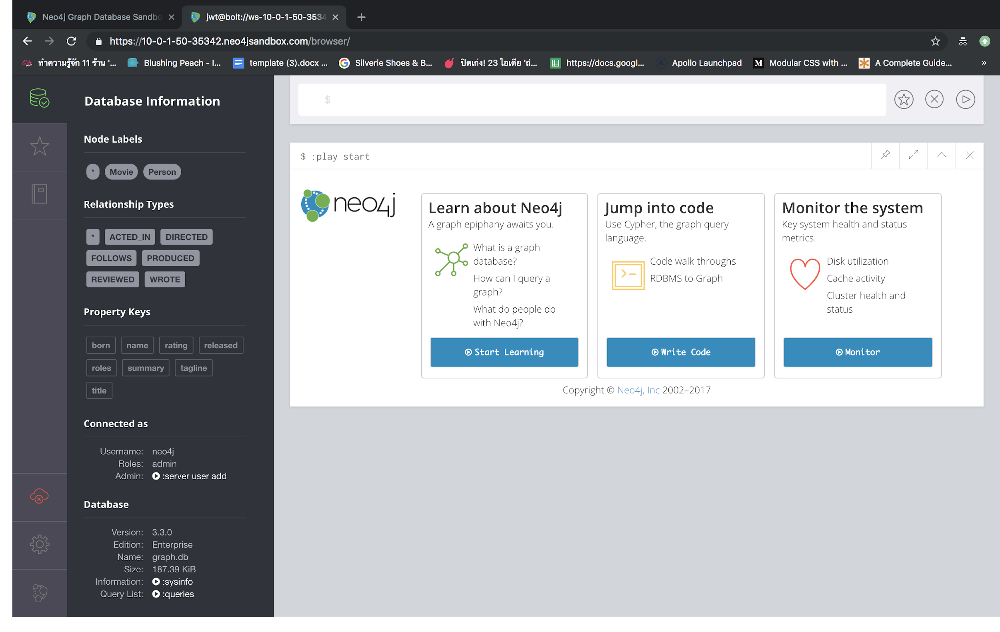 Neo4j Graph Database Sandbo
jwt@bolt://ws-10-0-1-50-3534
https://10-0-1-50-35342.neo4jsandbox.com/browser/
ทำความรู้จัก 11 ร้าน '...
Blushing Peach - I...
template (3).docx ...
Silverie Shoes & B...
ปิดเก่ง! 23 ไอเดีย 'ถ่...
https://docs.googl...
Apollo Launchpad
M
Modular CSS with ...
A Complete Guide...
»
Database Information
Node Labels
* Movie Person
Relationship Types
* ACTED_IN DIRECTED
FOLLOWS PRODUCED
REVIEWED WROTE
Property Keys
born name rating released
roles summary tagline
title
Connected as
Username: neo4j
Roles: admin
Admin: :server user add
Database
Version: 3.3.0
Edition: Enterprise
Name: graph.db
Size: 187.39 KiB
Information: :sysinfo
Query List: :queries
$
$ :play start
neo4j
Learn about Neo4j
A graph epiphany awaits you.
What is a graph
database?
How can I query a
graph?
What do people do
with Neo4j?
Start Learning
Jump into code
Use Cypher, the graph query
language.
Code walk-throughs
RDBMS to Graph
Write Code
Monitor the system
Key system health and status
metrics.
Disk utilization
Cache activity
Cluster health and
status
Monitor
Copyright © Neo4j, Inc 2002–2017